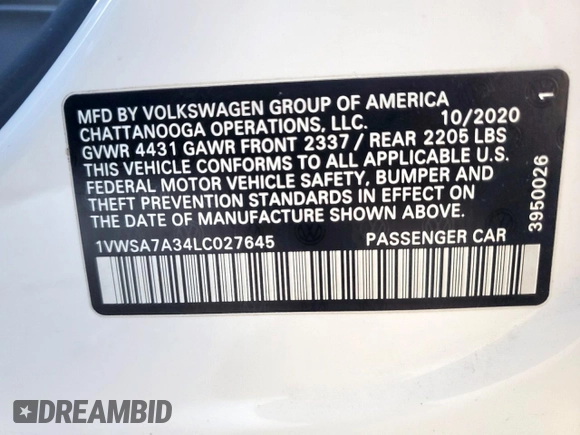 MFD BY VOLKSWAGEN GROUP OF AMERICA
CHATTANOOGA OPERATIONS, LLC. 10/2020
GVWR 4431 GAWR FRONT 2337 / REAR 2205 LBS
THIS VEHICLE CONFORMS TO ALL APPLICABLE U.S.
FEDERAL MOTOR VEHICLE SAFETY, BUMPER AND
THEFT PREVENTION STANDARDS IN EFFECT ON
THE DATE OF MANUFACTURE SHOWN ABOVE.
1VWSA7A34LC027645 PASSENGER CAR
3950026 1
DREAMBID